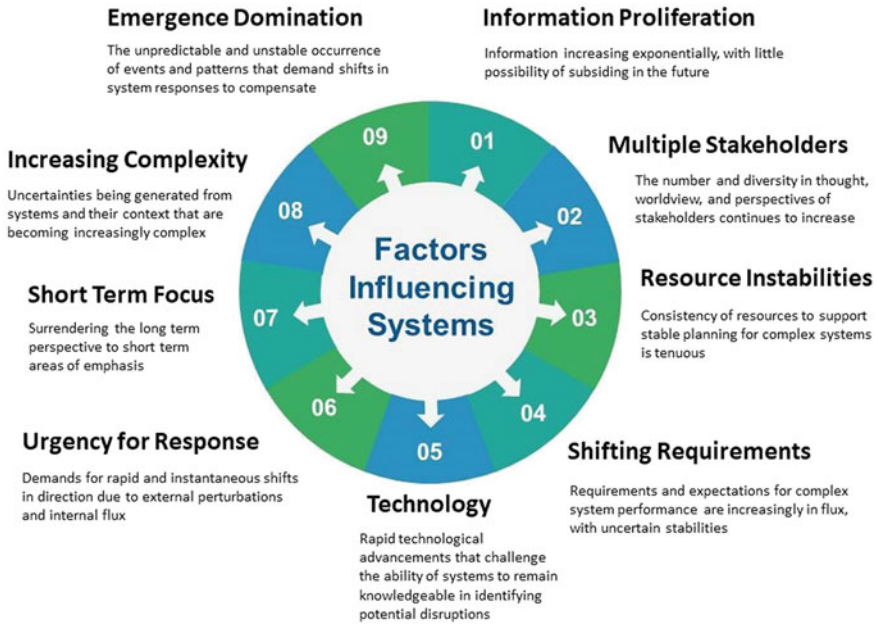 Emergence Domination
The unpredictable and unstable occurrence
of events and patterns that demand shifts in
system responses to compensate
Information Proliferation
Information increasing exponentially, with little
possibility of subsiding in the future
Multiple Stakeholders
The number and diversity in thought,
worldview, and perspectives of
stakeholders continues to increase
Resource Instabilities
Consistency of resources to support
stable planning for complex systems
is tenuous
Shifting Requirements
Requirements and expectations for complex
system performance are increasingly in flux,
with uncertain stabilities
Technology
Rapid technological
advancements that challenge
the ability of systems to remain
knowledgeable in identifying
potential disruptions
Urgency for Response
Demands for rapid and instantaneous shifts
in direction due to external perturbations
and internal flux
Short Term Focus
Surrendering the long term
perspective to short term
areas of emphasis
Increasing Complexity
Uncertainties being generated from
systems and their context that are
becoming increasingly complex
Factors
Influencing
Systems
01
02
03
04
05
06
07
08
09